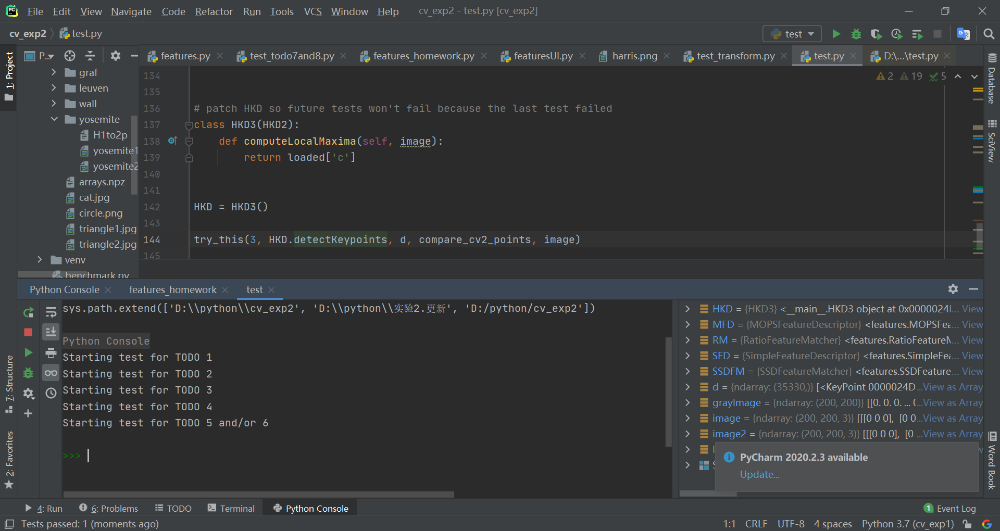 File Edit View Navigate Code Refactor Run Tools VCS Window Help cv_exp2 - test.py [cv_exp2]
cv_exp2 test.py test
1: Project
P... features.py test_todo7and8.py features_homework.py featuresUI.py harris.png test_transform.py test.py D:\...\test.py
graf
leuven
wall
yosemite
H1to2p
yosemite1
yosemite2
arrays.npz
cat.jpg
circle.png
triangle1.jpg
triangle2.jpg
venv
benchmark.py
2 19 5
134
135
136 # patch HKD so future tests won't fail because the last test failed
137 class HKD3(HKD2):
138 def computeLocalMaxima(self, image):
139 return loaded['c']
140
141
142 HKD = HKD3()
143
144 try_this(3, HKD.detectKeypoints, d, compare_cv2_points, image)
145
Database
SciView
Word Book
Python Console features_homework test
sys.path.extend(['D:\\python\\cv_exp2', 'D:\\python\\实验2.更新', 'D:/python/cv_exp2'])
Python Console
Starting test for TODO 1
Starting test for TODO 2
Starting test for TODO 3
Starting test for TODO 4
Starting test for TODO 5 and/or 6
>>>
HKD = {HKD3} <__main__.HKD3 object at 0x0000024... View
MFD = {MOPSFeatureDescriptor} <features.MOPSFea... View
RM = {RatioFeatureMatcher} <features.RatioFeatureM... View
SFD = {SimpleFeatureDescriptor} <features.SimpleFea... View
SSDFM = {SSDFeatureMatcher} <features.SSDFeature... View
d = {ndarray: (35330,)} [<KeyPoint 0000024D...View as Array
grayImage = {ndarray: (200, 200)} [[0. 0. 0. ... (...View as Array
image = {ndarray: (200, 200, 3)} [[[0 0 0], [0 0...View as Array
image2 = {ndarray: (200, 200, 3)} [[[0 0 0], [0 ...View as Array
PyCharm 2020.2.3 available
Update...
7: Structure
2: Favorites
4: Run 6: Problems TODO Terminal Python Console 1 Event Log
Tests passed: 1 (moments ago) 1:1 CRLF UTF-8 4 spaces Python 3.7 (cv_exp1)